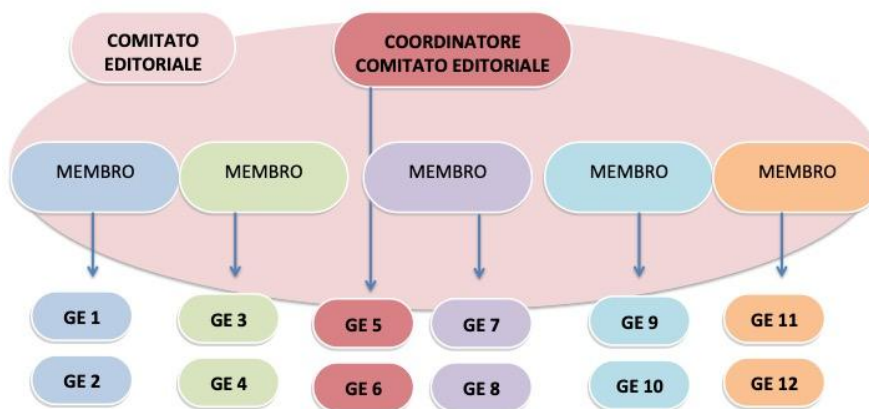 COMITATO
EDITORIALE
COORDINATORE
COMITATO EDITORIALE
MEMBRO
MEMBRO
MEMBRO
MEMBRO
MEMBRO
GE 1
GE 3
GE 5
GE 7
GE 9
GE 11
GE 2
GE 4
GE 6
GE 8
GE 10
GE 12